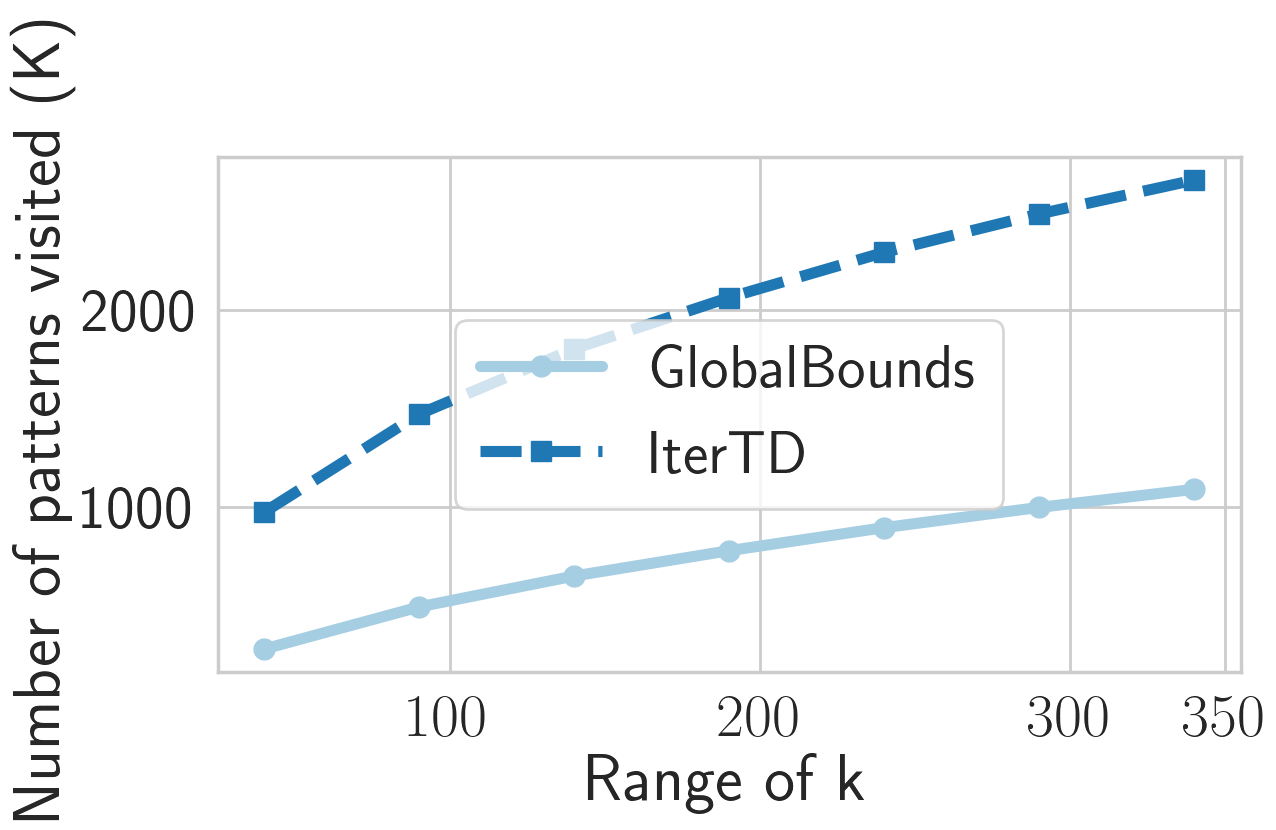 Number of patterns visited (K)
2000
1000
GlobalBounds
IterTD
100 200 300 350
Range of k